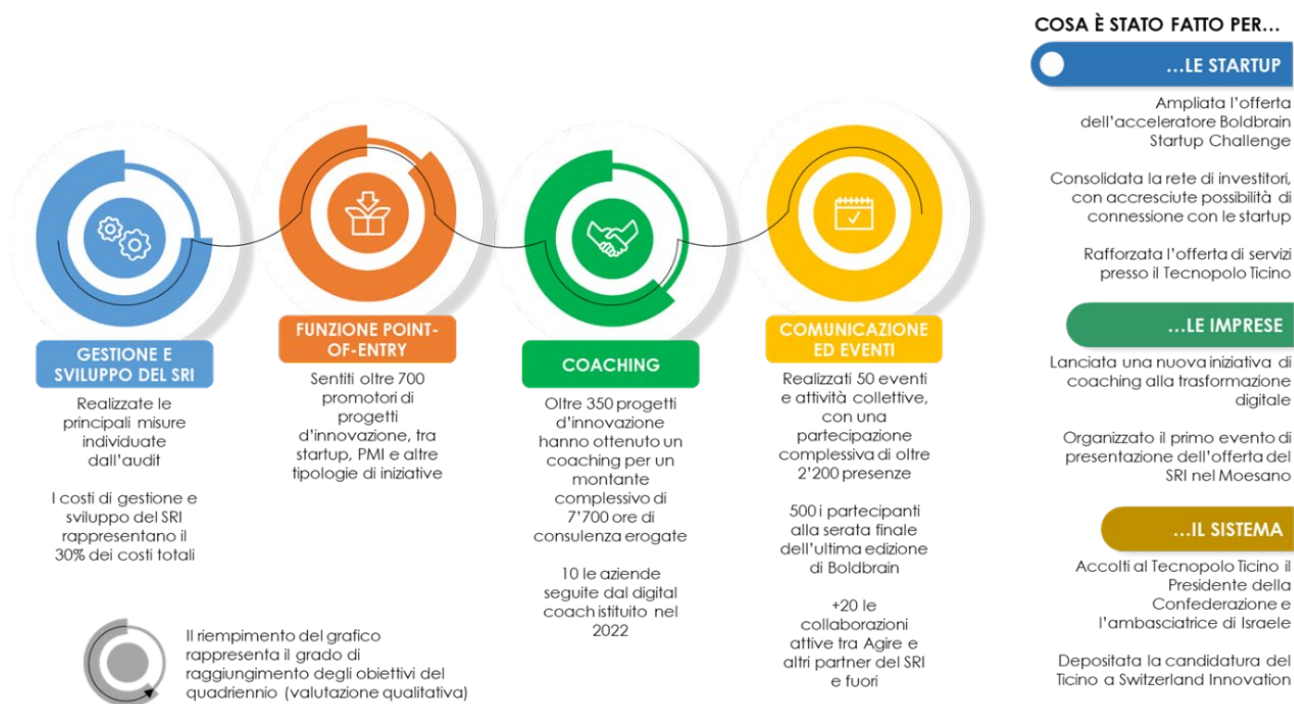 GESTIONE E
SVILUPPO DEL SRI
Realizzate le
principali misure
individuate
dall'audit
I costi di gestione e
sviluppo del SRI
rappresentano il
30% dei costi totali
FUNZIONE POINT-
OF-ENTRY
Sentiti oltre 700
promotori di
progetti
d'innovazione, tra
startup, PMI e altre
tipologie di iniziative
COACHING
Oltre 350 progetti
d'innovazione
hanno ottenuto un
coaching per un
montante
complessivo di
7'700 ore di
consulenza erogate
10 le aziende
seguite dal digital
coach istituito nel
2022
COMUNICAZIONE
ED EVENTI
Realizzati 50 eventi
e attività collettive,
con una
partecipazione
complessiva di oltre
2'200 presenze
500 i partecipanti
alla serata finale
dell'ultima edizione
di Boldbrain
+20 le
collaborazioni
attive tra Agire e
altri partner del SRI
e fuori
Il riempimento del grafico
rappresenta il grado di
raggiungimento degli obiettivi del
quadriennio (valutazione qualitativa)
COSA È STATO FATTO PER...
...LE STARTUP
Ampliata l'offerta
dell'acceleratore Boldbrain
Startup Challenge
Consolidata la rete di investitori,
con accresciute possibilità di
connessione con le startup
Rafforzata l'offerta di servizi
presso il Tecnopolo Ticino
...LE IMPRESE
Lanciata una nuova iniziativa di
coaching alla trasformazione
digitale
Organizzato il primo evento di
presentazione dell'offerta del
SRI nel Moesano
...IL SISTEMA
Accolti al Tecnopolo Ticino il
Presidente della
Confederazione e
l'ambasciatrice di Israele
Depositata la candidatura del
Ticino a Switzerland Innovation